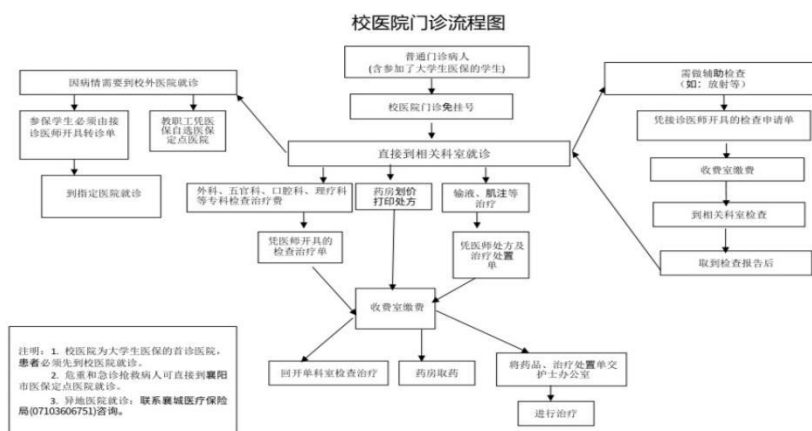 校医院门诊流程图
普通门诊病人
(含参加了大学生医保的学生)
校医院门诊免挂号
直接到相关科室就诊
因病情需要到校外医院就诊
参保学生必须由接
诊医师开具转诊单
教职工凭医
保自选医保
定点医院
到指定医院就诊
需做辅助检查
(如：放射等)
凭接诊医师开具的检查申请单
收费室缴费
到相关科室检查
取到检查报告后
外科、五官科、口腔科、理疗科
等专科检查治疗费
药房划价
打印处方
输液、肌注等
治疗
凭医师开具的
检查治疗单
凭医师处方及
治疗处置
单
收费室缴费
回开单科室检查治疗
药房取药
将药品、治疗处置单交
护士办公室
进行治疗
注明：1. 校医院为大学生医保的首诊医院，
患者必须先到校医院就诊。
2. 危重和急诊抢救病人可直接到襄阳
市医保定点医院就诊。
3. 异地医院就诊：联系襄城医疗保险
局(07103606751)咨询。